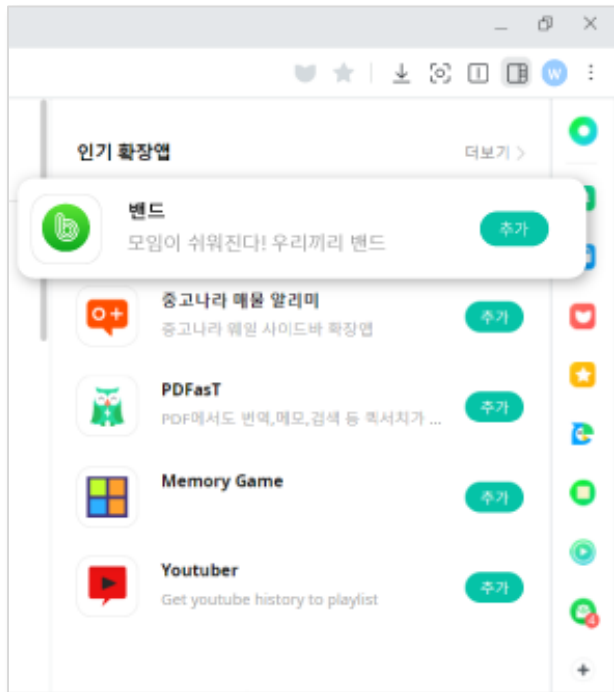 W
인기 확장앱
더보기 >
밴드
모임이 쉬워진다! 우리끼리 밴드
추가
중고나라 매물 알리미
중고나라 웨일 사이드바 확장앱
추가
PDFasT
PDF에서도 번역,메모,검색 등 퀵서치가 ...
추가
Memory Game
추가
Youtuber
Get youtube history to playlist
추가
4